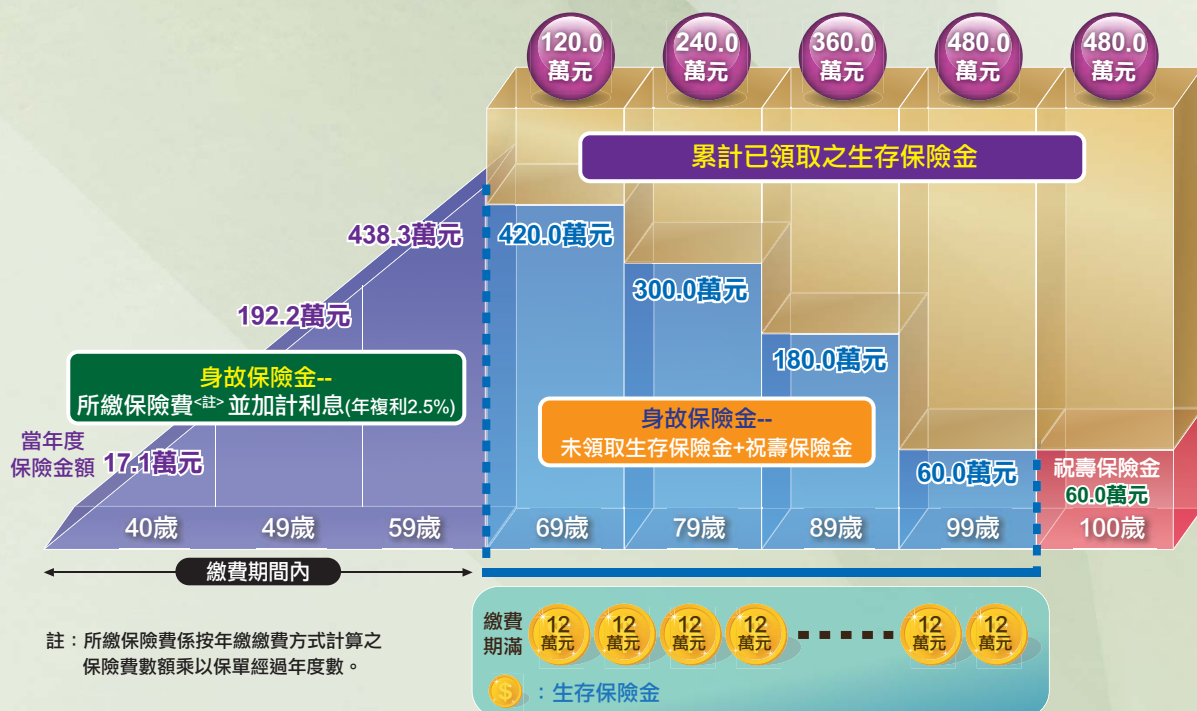 120.0
萬元
240.0
萬元
360.0
萬元
480.0
萬元
480.0
萬元
累計已領取之生存保險金
438.3萬元
420.0萬元
300.0萬元
192.2萬元
180.0萬元
身故保險金--
所繳保險費<註>並加計利息(年複利2.5%)
身故保險金--
未領取生存保險金+祝壽保險金
當年度
保險金額
17.1萬元
60.0萬元
祝壽保險金
60.0萬元
40歲
49歲
59歲
69歲
79歲
89歲
99歲
100歲
繳費期間內
註:所繳保險費係按年繳繳費方式計算之
保險費數額乘以保單經過年度數。
繳費
期滿
12
萬元
12
萬元
12
萬元
12
萬元
12
萬元
12
萬元
$
:生存保險金